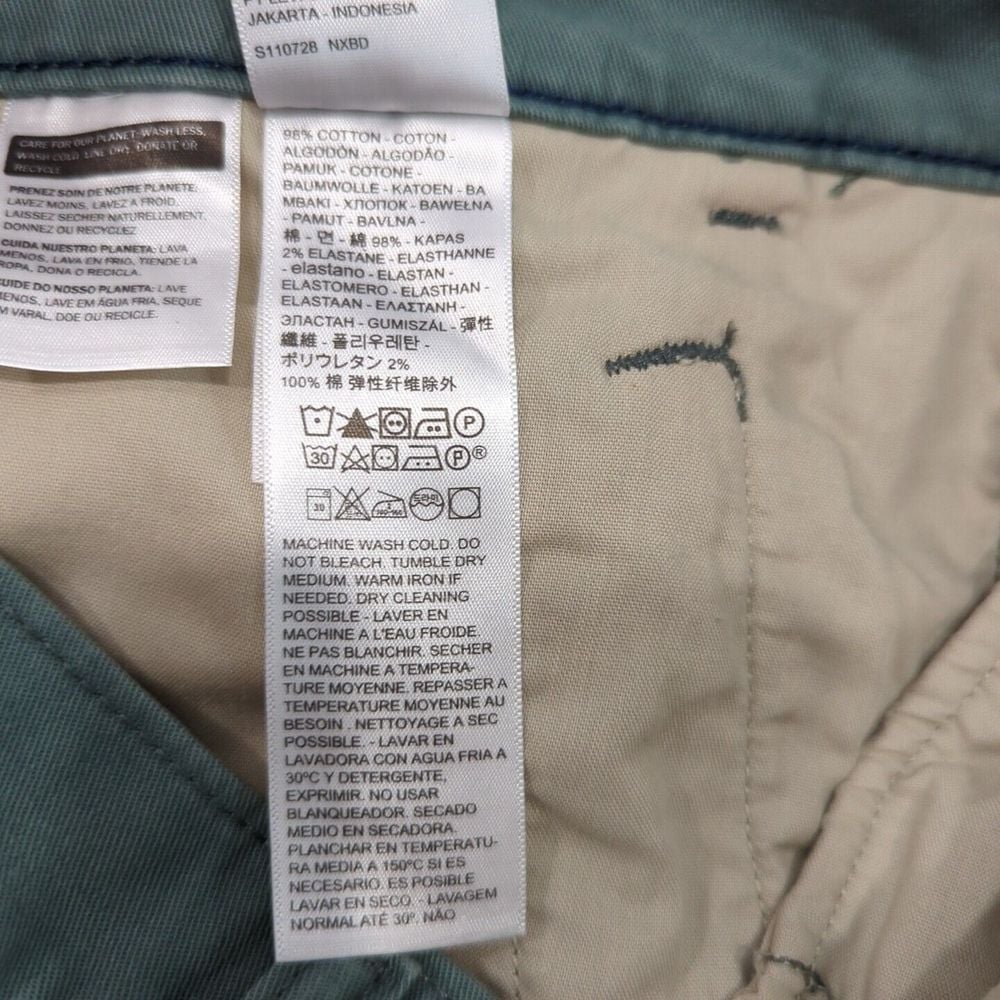 JAKARTA - INDONESIA
S110728 NXBD
CARE FOR OUR PLANET: WASH LESS,
WASH COLD, LINE DRY, DONATE OR
RECYCLE
PRENEZ SOIN DE NOTRE PLANETE:
LAVEZ MOINS, LAVEZ A FROID,
LAISSEZ SECHER NATURELLEMENT,
DONNEZ OU RECYCLEZ
CUIDA NUESTRO PLANETA: LAVA
MENOS, LAVA EN FRIO, TIENDE LA
ROPA, DONA O RECICLA.
CUIDE DO NOSSO PLANETA: LAVE
MENOS, LAVE EM ÁGUA FRIA, SEQUE
VARAL, DOE OU RECICLE.
98% COTTON - COTON -
ALGODÓN - ALGODÃO -
PAMUK - COTONE -
BAUMWOLLE - KATOEN - BA
MBAKI - ХЛОПОК - BAWEŁNA
- PAMUT - BAVLNA -
棉 - 면 - 綿 98% - KAPAS
2% ELASTANE - ELASTHANNE
- elastano - ELASTAN -
ELASTOMERO - ELASTHAN -
ELASTAAN - ΕΛΑΣΤΑΝΗ -
ЭЛАСТАН - GUMISZÁL - 彈性
纖維 - 폴리우레탄 -
ポリウレタン 2%
100% 棉 弹性纤维除外
P
30 P ®
30 드라이
MACHINE WASH COLD. DO
NOT BLEACH. TUMBLE DRY
MEDIUM. WARM IRON IF
NEEDED. DRY CLEANING
POSSIBLE - LAVER EN
MACHINE A L'EAU FROIDE.
NE PAS BLANCHIR. SECHER
EN MACHINE A TEMPERA-
TURE MOYENNE. REPASSER A
TEMPERATURE MOYENNE AU
BESOIN . NETTOYAGE A SEC
POSSIBLE. - LAVAR EN
LAVADORA CON AGUA FRIA A
30ºC Y DETERGENTE,
EXPRIMIR. NO USAR
BLANQUEADOR. SECADO
MEDIO EN SECADORA.
PLANCHAR EN TEMPERATU-
RA MEDIA A 150ºC SI ES
NECESARIO. ES POSIBLE
LAVAR EN SECO. - LAVAGEM
NORMAL ATÉ 30º. NÃO